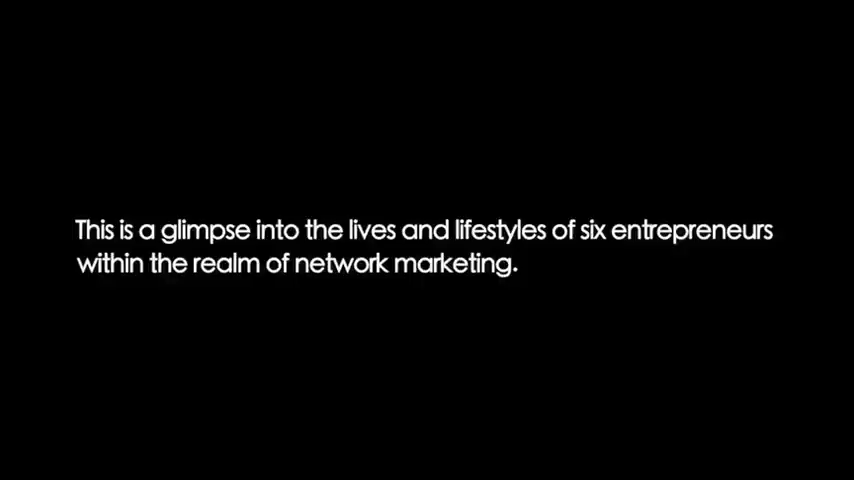 This is a glimpse into the lives and lifestyles of six entrepreneurs
within the realm of network marketing.